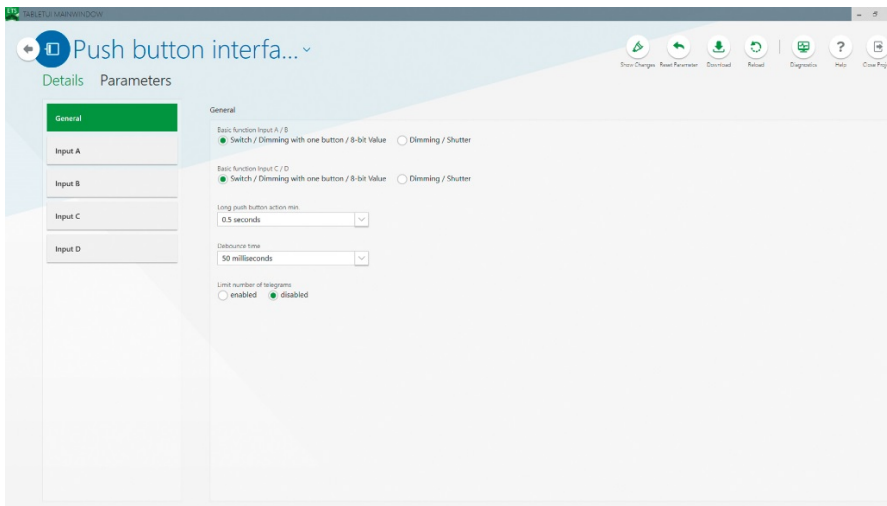 ETS
TABLETUI MAINWINDOW
Push button interfa...
Show Changes Reset Parameter Download Reload Diagnostics ? Help Close Proj
Details Parameters
General
Input A
Input B
Input C
Input D
General
Basic function Input A / B
Switch / Dimming with one button / 8-bit Value Dimming / Shutter
Basic function Input C / D
Switch / Dimming with one button / 8-bit Value Dimming / Shutter
Long push button action min.
0.5 seconds
Debounce time
50 milliseconds
Limit number of telegrams
enabled disabled